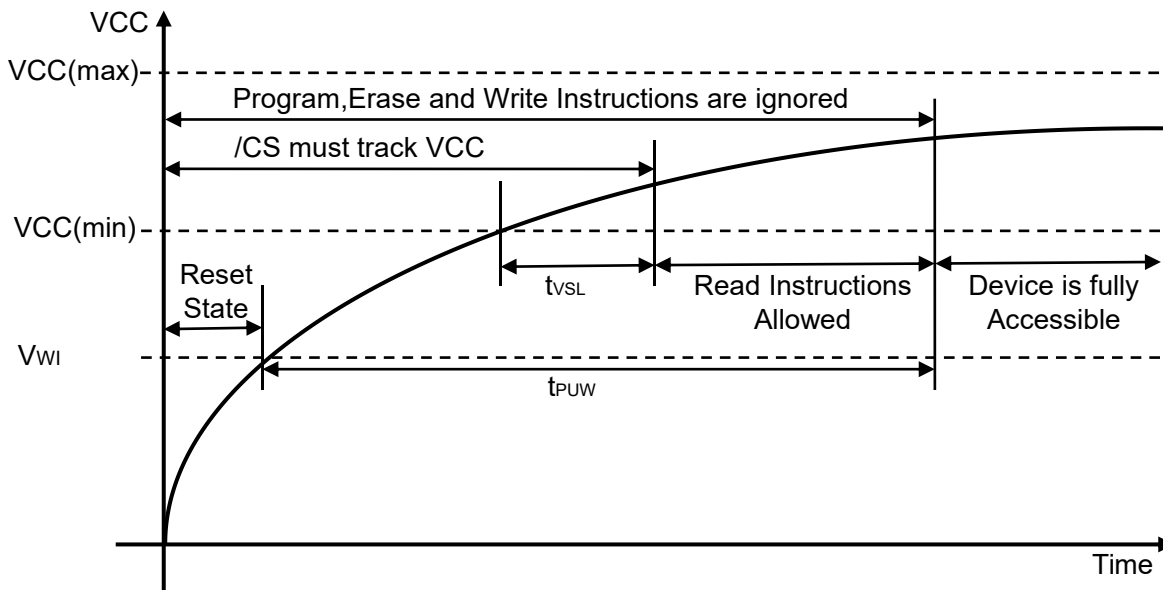 VCC
VCC(max)
Program,Erase and Write Instructions are ignored
/CS must track VCC
VCC(min)
Reset
State
tVSL
Read Instructions
Allowed
Device is fully
Accessible
VWI
tPUW
Time